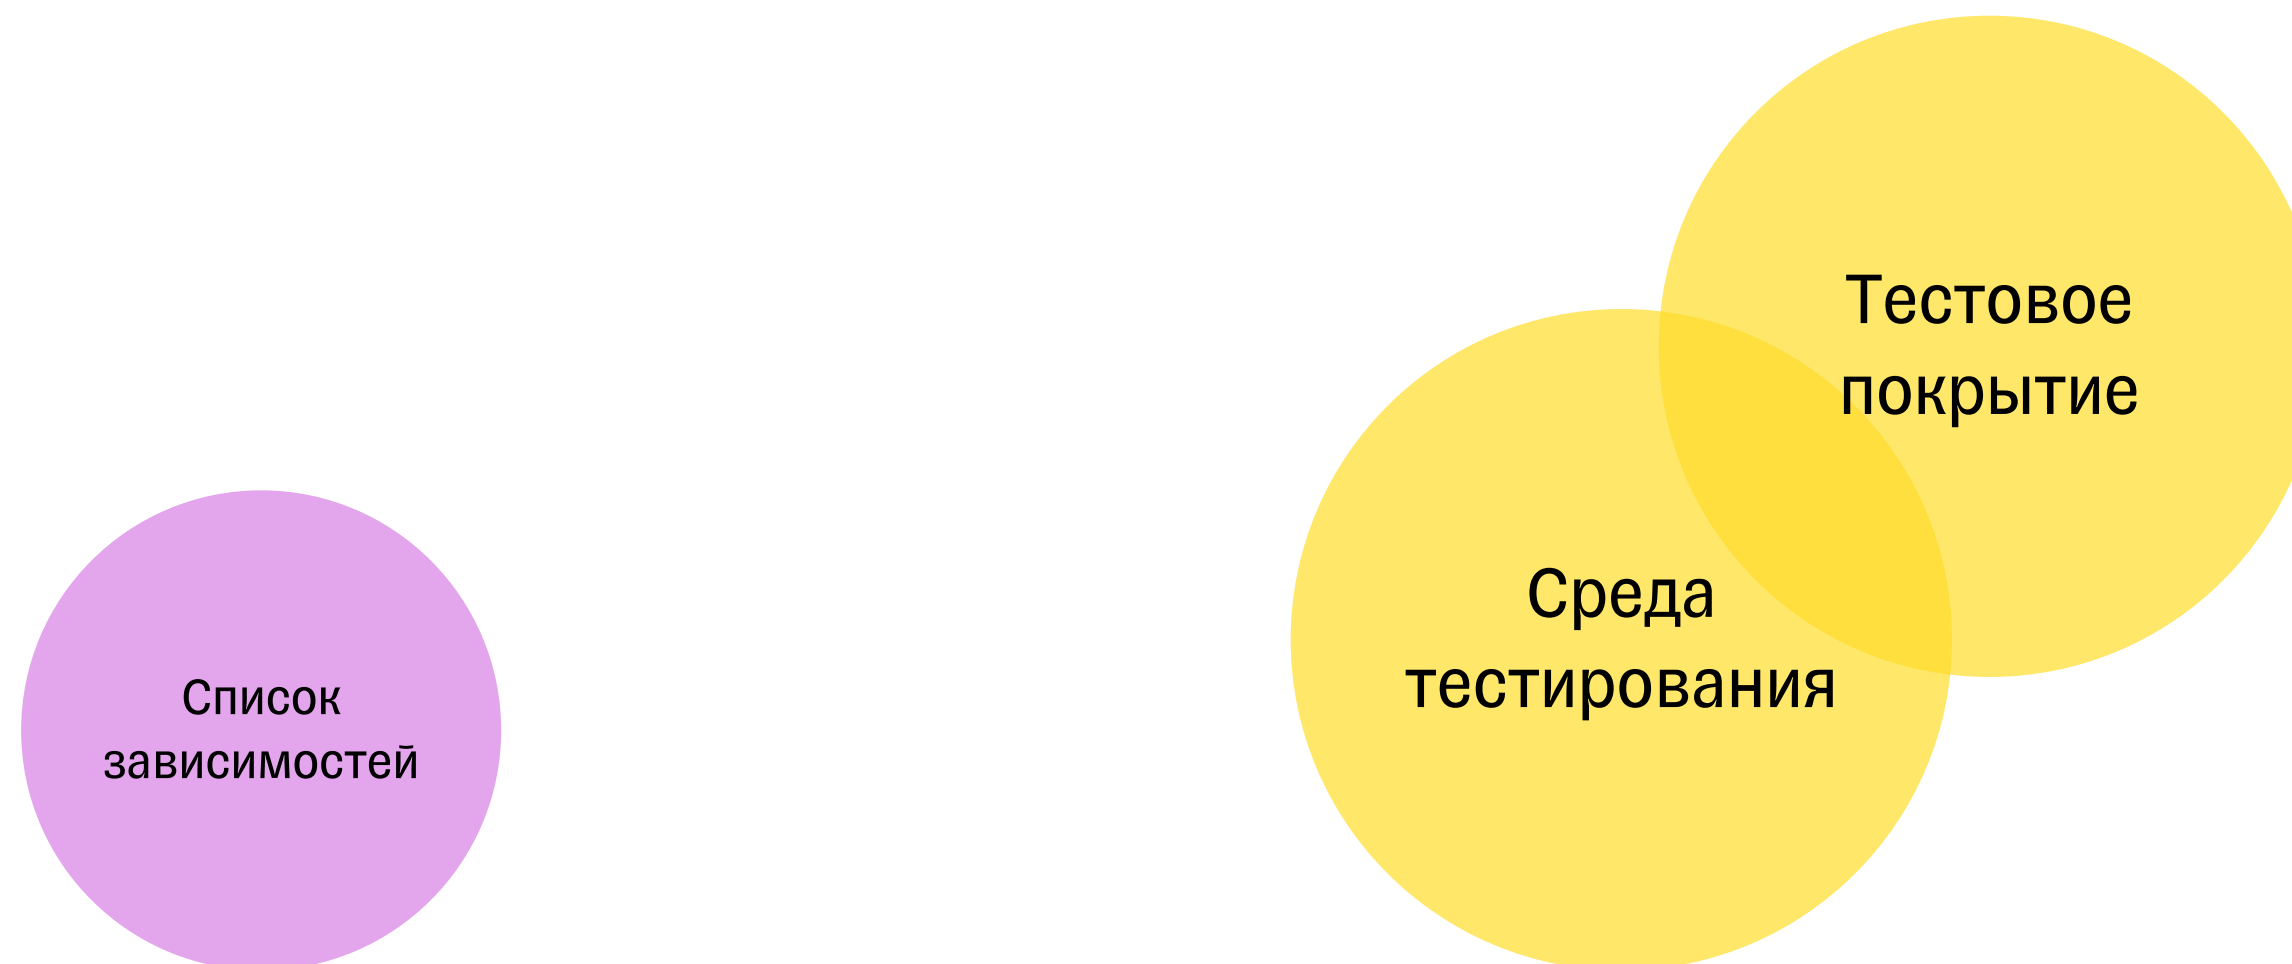 Тестовое
покрытие
Среда
тестирования
Список
зависимостей